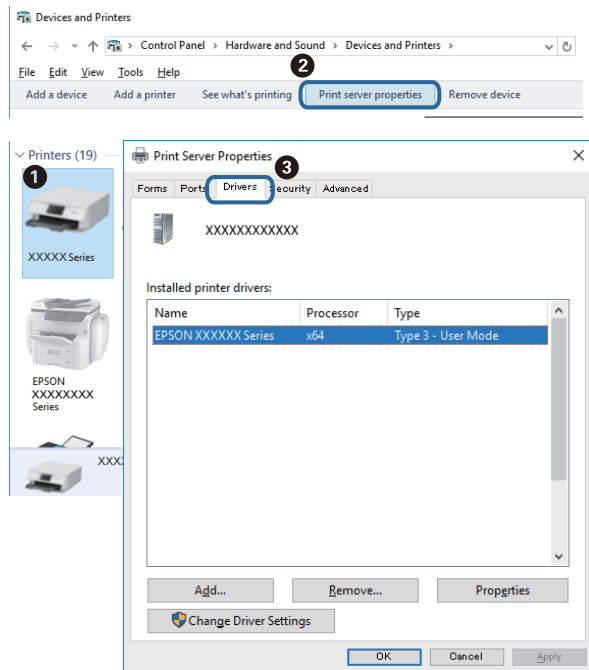 Devices and Printers
Control Panel > Hardware and Sound > Devices and Printers >
File Edit View Tools Help
2
Add a device Add a printer See what's printing Print server properties Remove device
Printers (19)
1
XXXXX Series
EPSON
XXXXXXXX
Series
XXX
Print Server Properties
3
Forms Ports Drivers ecurity Advanced
XXXXXXXXXXXX
Installed printer drivers:
Name Processor Type
EPSON XXXXXX Series x64 Type 3 - User Mode
Add... Remove... Properties
Change Driver Settings
OK Cancel Apply